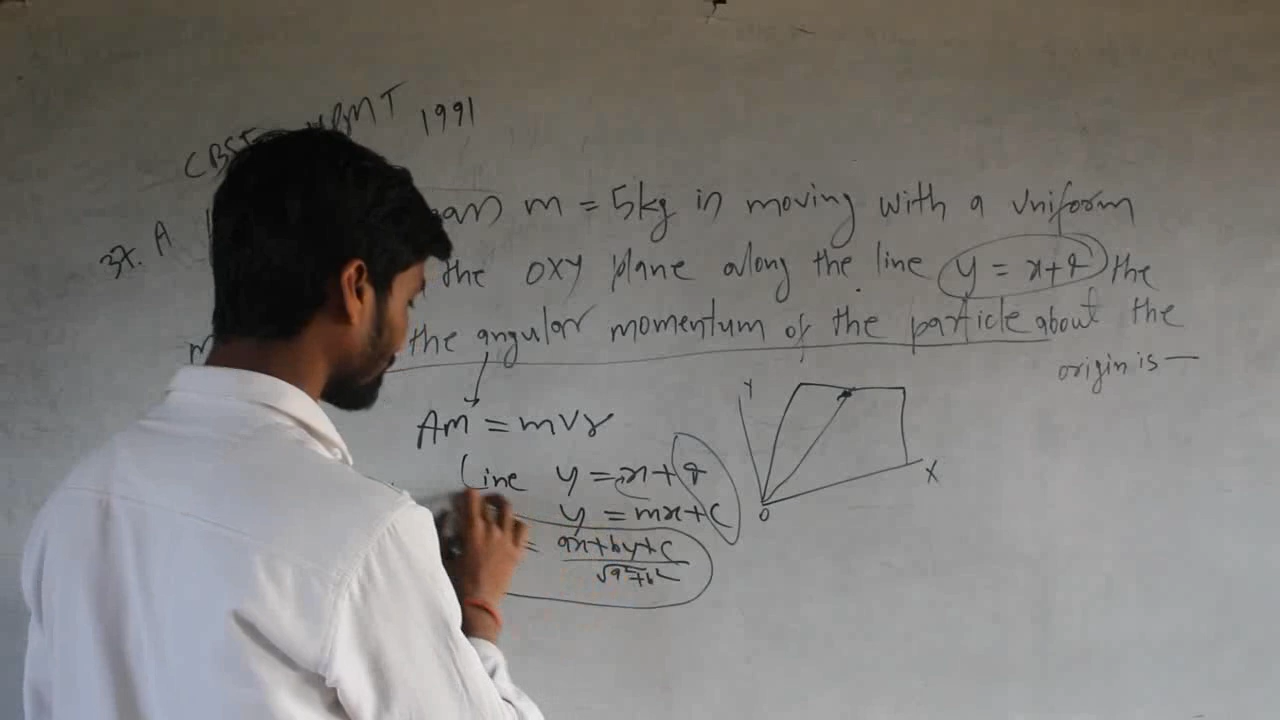 CBSE PMT 1991
37. A m = 5kg in moving with a uniform
the OXY plane along the line y = x+4 the
the angular momentum of the particle about the
origin is —
Am = mvr
Line y = x + 4
y = mx + c
= ax+by+c
√a²+b²
Y
X
O